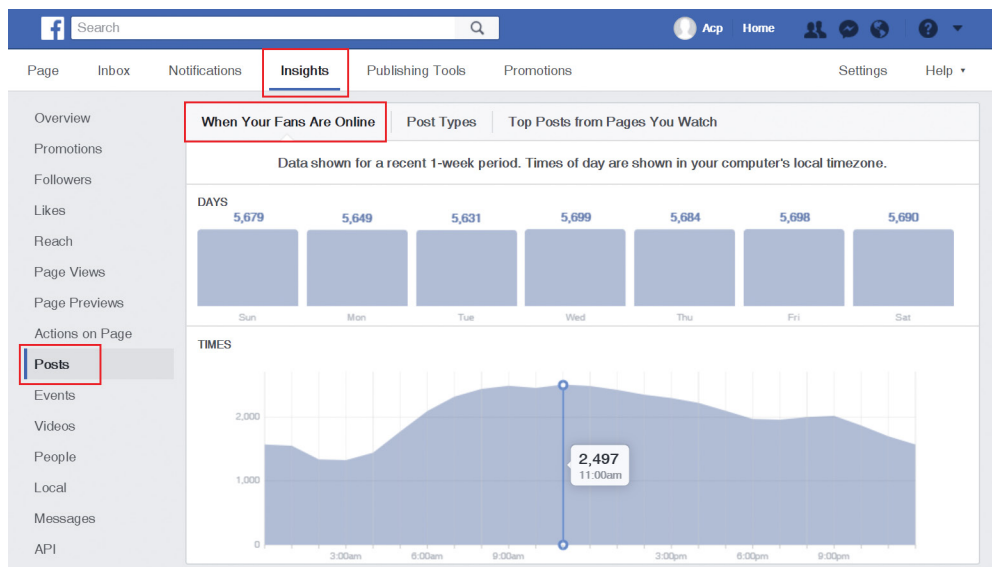 f Search Acp Home ?
Page Inbox Notifications Insights Publishing Tools Promotions Settings Help
Overview
Promotions
Followers
Likes
Reach
Page Views
Page Previews
Actions on Page
Posts
Events
Videos
People
Local
Messages
API
When Your Fans Are Online Post Types Top Posts from Pages You Watch
Data shown for a recent 1-week period. Times of day are shown in your computer's local timezone.
DAYS
5,679 5,649 5,631 5,699 5,684 5,698 5,690
Sun Mon Tue Wed Thu Fri Sat
TIMES
2,000
1,000
0
2,497
11:00am
3:00am 6:00am 9:00am 3:00pm 6:00pm 9:00pm